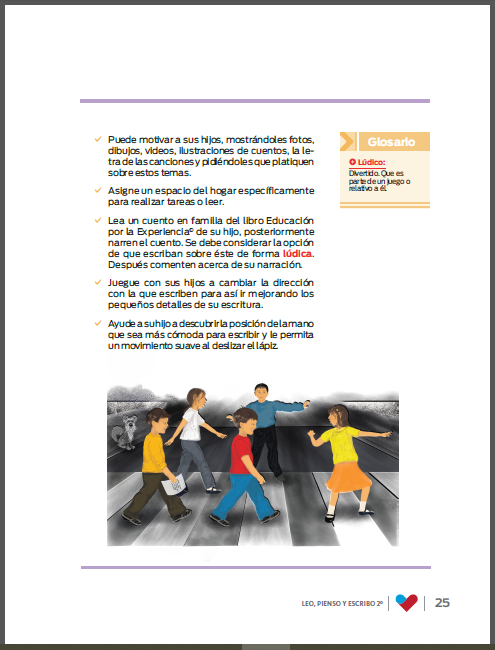 Puede motivar a sus hijos, mostrándoles fotos,
dibujos, videos, ilustraciones de cuentos, la le-
tra de las canciones y pidiéndoles que platiquen
sobre estos temas.
Asigne un espacio del hogar específicamente
para realizar tareas o leer.
Lea un cuento en familia del libro Educación
por la Experiencia® de su hijo, posteriormente
narren el cuento. Se debe considerar la opción
de que escriban sobre éste de forma lúdica.
Después comenten acerca de su narración.
Juegue con sus hijos a cambiar la dirección
con la que escriben para así ir mejorando los
pequeños detalles de su escritura.
Ayude a su hijo a descubrir la posición de la mano
que sea más cómoda para escribir y le permita
un movimiento suave al deslizar el lápiz.
Glosario
Lúdico:
Divertido. Que es
parte de un juego o
relativo a él.
LEO, PIENSO Y ESCRIBO 2º
25